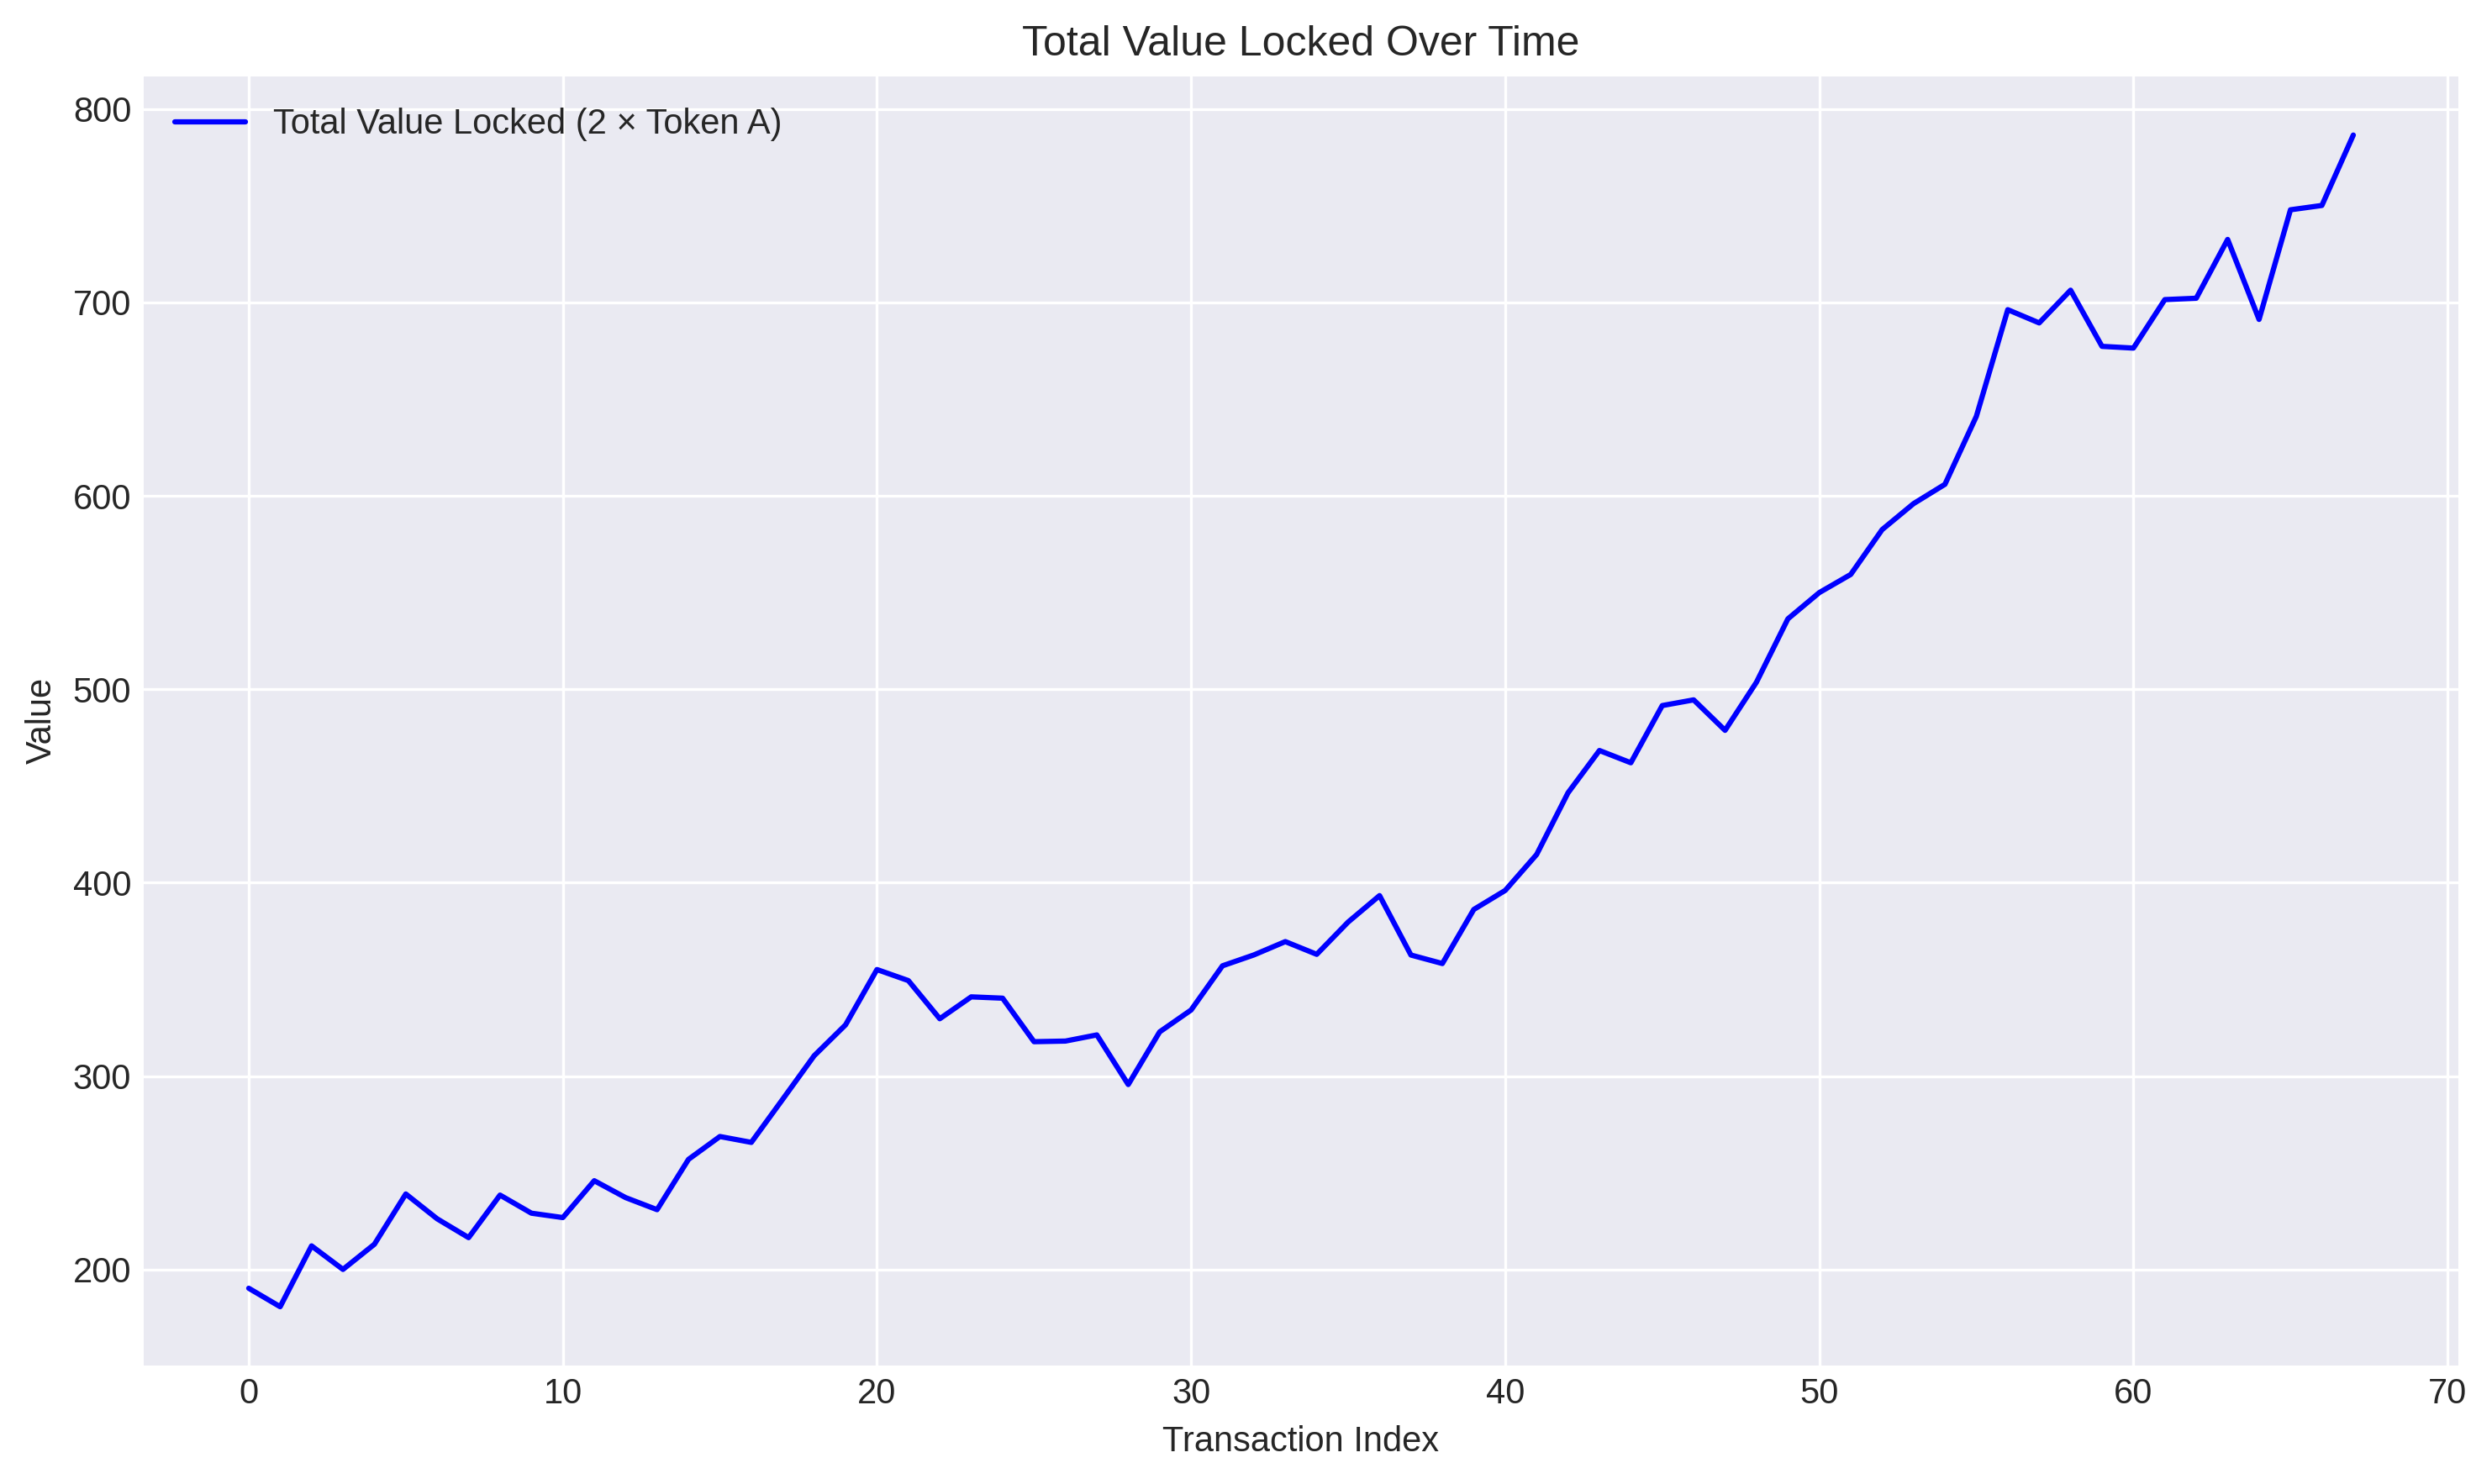 Total Value Locked Over Time
Total Value Locked (2 × Token A)
800
700
600
500
400
300
200
Value
0 10 20 30 40 50 60 70
Transaction Index